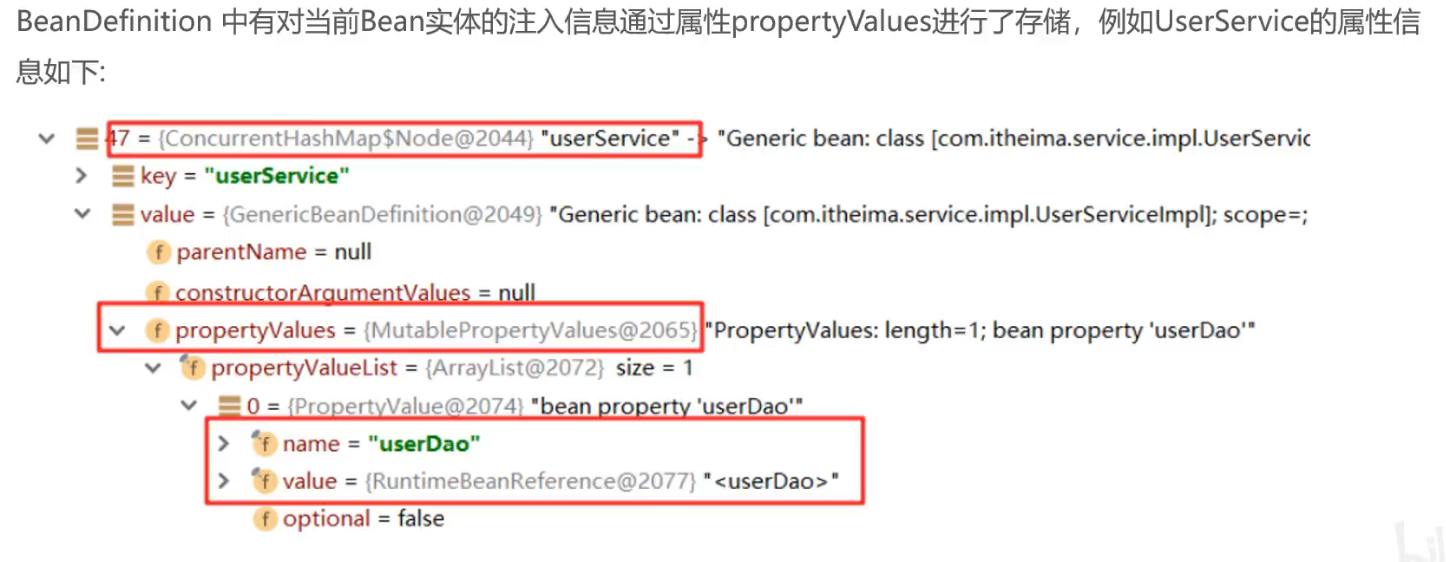 BeanDefinition 中有对当前Bean实体的注入信息通过属性propertyValues进行了存储，例如UserService的属性信
息如下:
47 = {ConcurrentHashMap$Node@2044} "userService" -> "Generic bean: class [com.itheima.service.impl.UserServic
key = "userService"
value = {GenericBeanDefinition@2049} "Generic bean: class [com.itheima.service.impl.UserServiceImpl]; scope=;
f parentName = null
f constructorArgumentValues = null
f propertyValues = {MutablePropertyValues@2065} "PropertyValues: length=1; bean property 'userDao'"
f propertyValueList = {ArrayList@2072} size = 1
0 = {PropertyValue@2074} "bean property 'userDao'"
f name = "userDao"
f value = {RuntimeBeanReference@2077} "<userDao>"
f optional = false